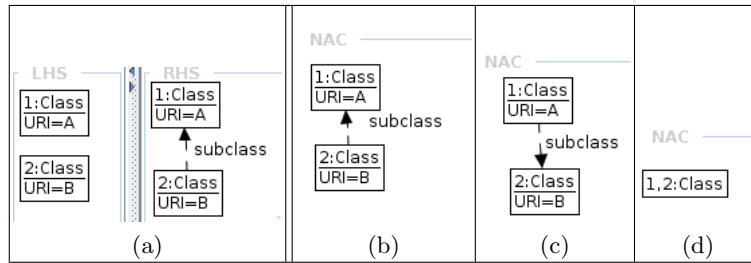 LHS
1:Class
URI=A
2:Class
URI=B
RHS
1:Class
URI=A
subclass
2:Class
URI=B
(a)
NAC
1:Class
URI=A
subclass
2:Class
URI=B
(b)
NAC
1:Class
URI=A
subclass
2:Class
URI=B
(c)
NAC
1,2:Class
(d)